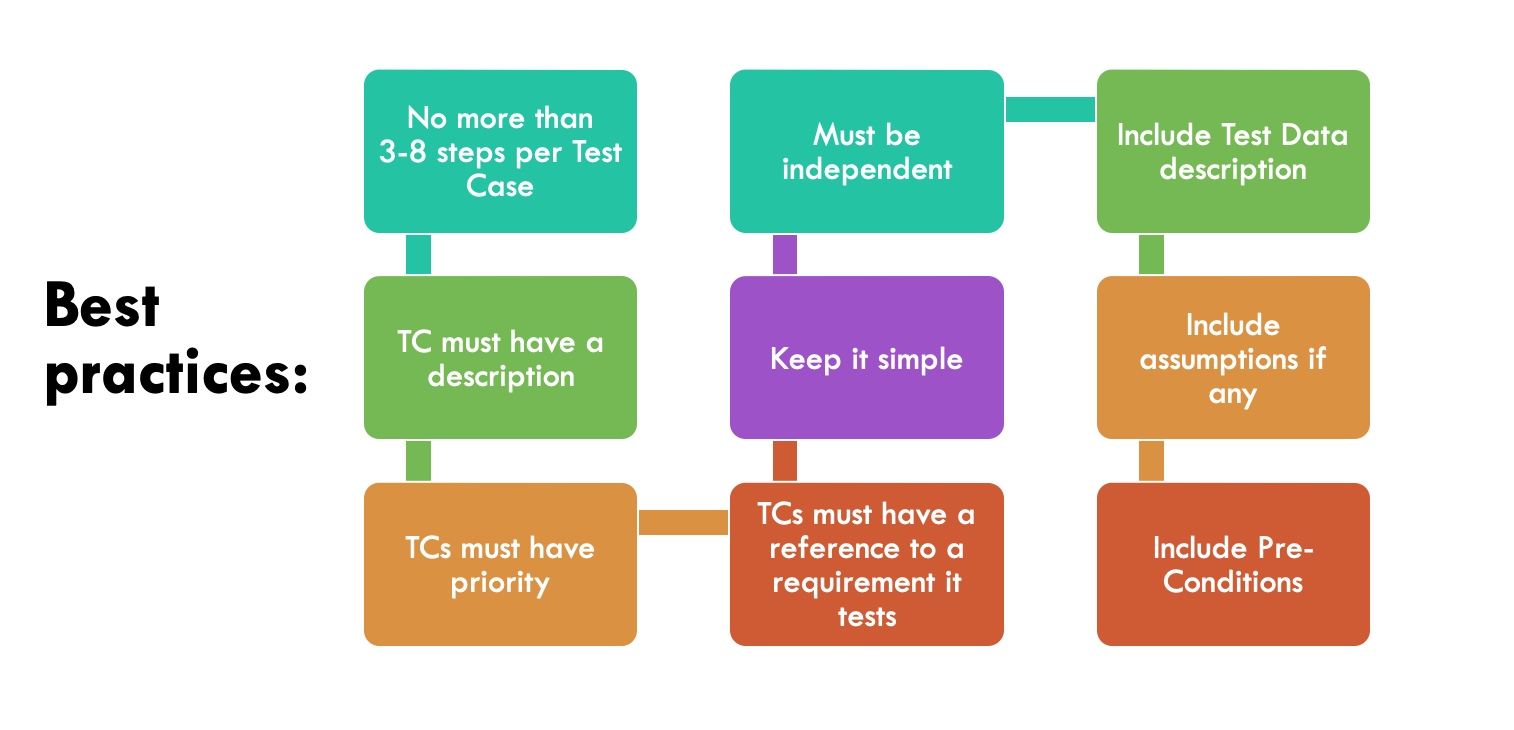 Best
practices:
No more than
3-8 steps per Test
Case
TC must have a
description
TCs must have
priority
TCs must have a
reference to a
requirement it
tests
Keep it simple
Must be
independent
Include Test Data
description
Include
assumptions if
any
Include Pre-
Conditions